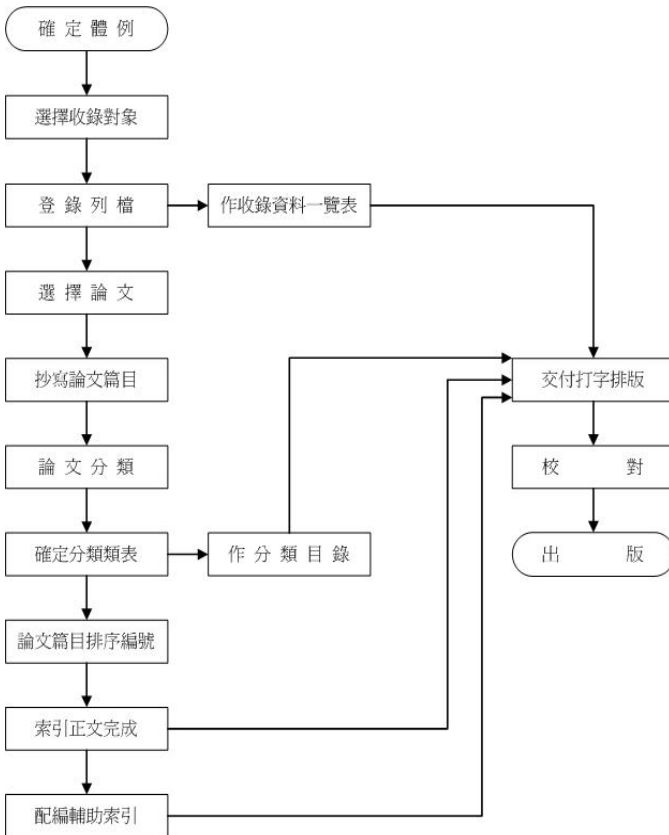 確定體例
選擇收錄對象
登錄列檔
作收錄資料一覽表
選擇論文
抄寫論文篇目
交付打字排版
論文分類
校對
確定分類類表
作分類目錄
出版
論文篇目排序編號
索引正文完成
配編輔助索引